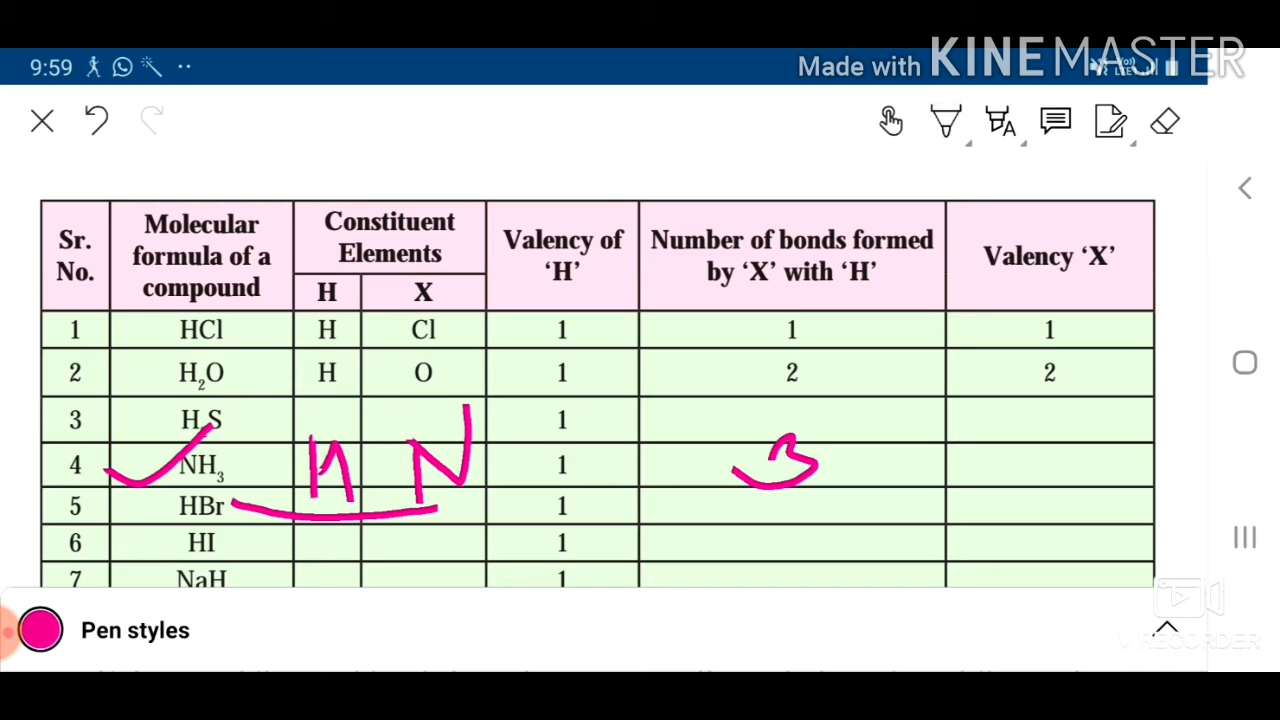 Made with KINEMASTER
9:59
Sr. No. Molecular formula of a compound Constituent Elements Valency of 'H' Number of bonds formed by 'X' with 'H' Valency 'X'
H X
1 HCl H Cl 1 1 1
2 H₂O H O 1 2 2
3 H₂S 1
4 NH₃ H N 1 3
5 HBr 1
6 HI 1
7 NaH 1
Pen styles
V RECORDER